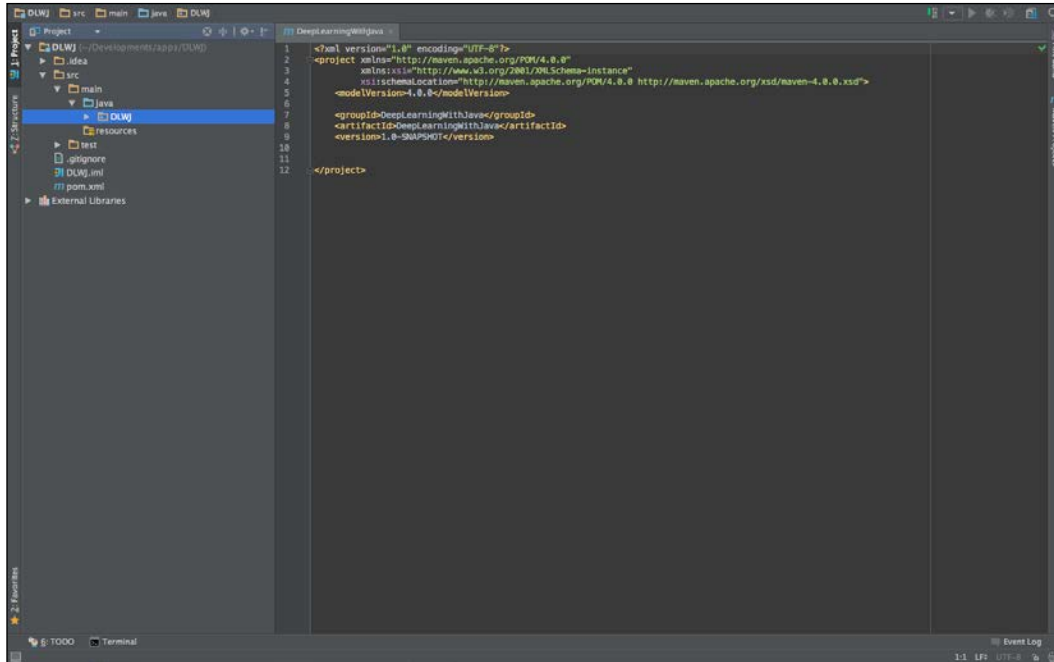 DLWJ src main java DLWJ
1: Project
Project
DLWJ (~/Developments/apps/DLWJ)
.idea
src
main
java
DLWJ
resources
test
.gitignore
DLWJ.iml
pom.xml
External Libraries
Z: Structure
2: Favorites
DeepLearningWithJava
1 <?xml version="1.0" encoding="UTF-8"?>
2 <project xmlns="http://maven.apache.org/POM/4.0.0"
3 xmlns:xsi="http://www.w3.org/2001/XMLSchema-instance"
4 xsi:schemaLocation="http://maven.apache.org/POM/4.0.0 http://maven.apache.org/xsd/maven-4.0.0.xsd">
5 <modelVersion>4.0.0</modelVersion>
6
7 <groupId>DeepLearningWithJava</groupId>
8 <artifactId>DeepLearningWithJava</artifactId>
9 <version>1.0-SNAPSHOT</version>
10
11
12 </project>
6: TODO Terminal
Event Log
1:1 LF÷ UTF-8